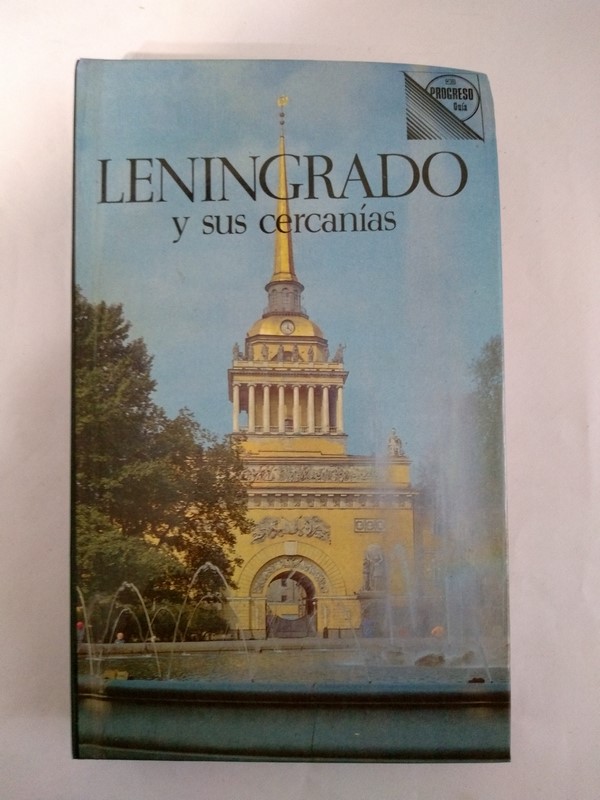 PROGRESO
Guía
LENINGRADO
y sus cercanías